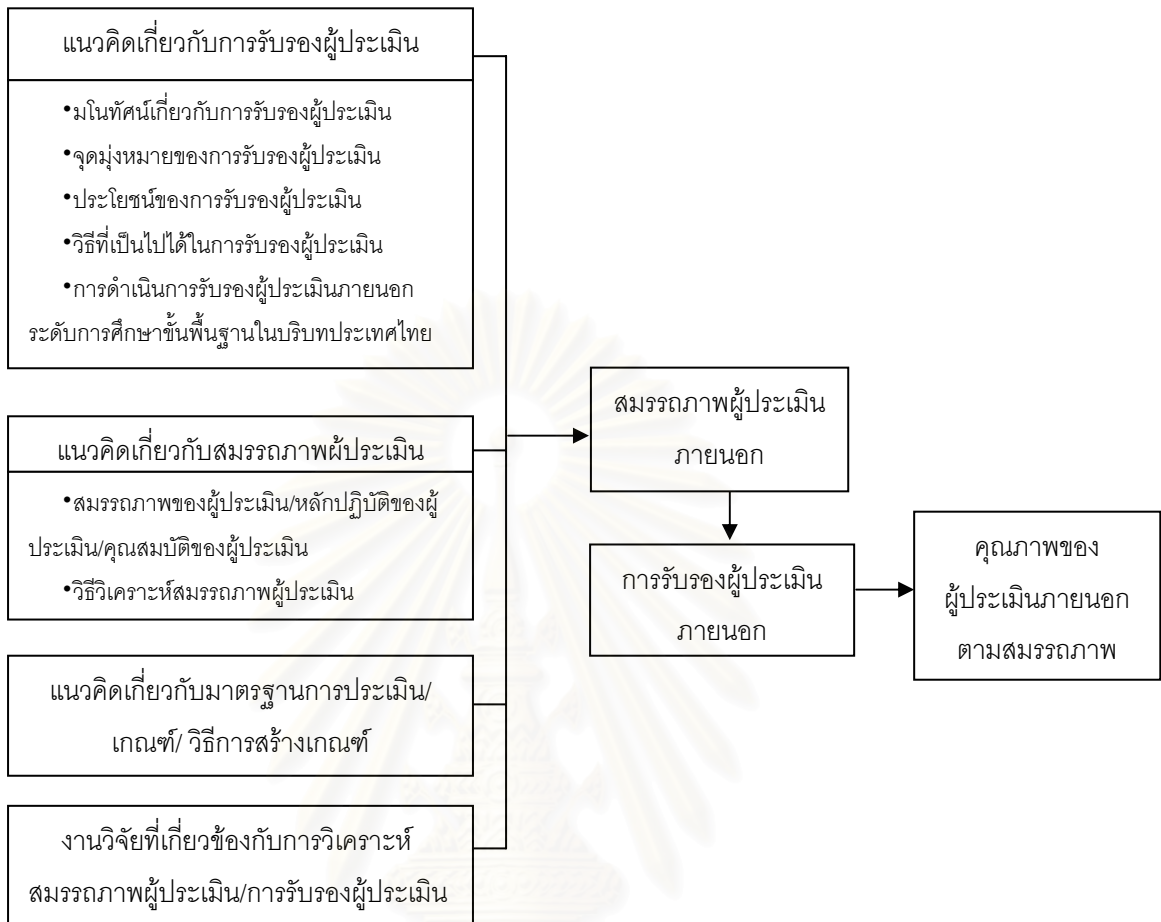 แนวคิดเกี่ยวกับการรับรองผู้ประเมิน
•มโนทัศน์เกี่ยวกับการรับรองผู้ประเมิน
•จุดมุ่งหมายของการรับรองผู้ประเมิน
•ประโยชน์ของการรับรองผู้ประเมิน
•วิธีที่เป็นไปได้ในการรับรองผู้ประเมิน
•การดำเนินการรับรองผู้ประเมินภายนอก
ระดับการศึกษาขั้นพื้นฐานในบริบทประเทศไทย
แนวคิดเกี่ยวกับสมรรถภาพผ้ประเมิน
•สมรรถภาพของผู้ประเมิน/หลักปฏิบัติของผู้
ประเมิน/คุณสมบัติของผู้ประเมิน
•วิธีวิเคราะห์สมรรถภาพผู้ประเมิน
แนวคิดเกี่ยวกับมาตรฐานการประเมิน/
เกณฑ์/ วิธีการสร้างเกณฑ์
งานวิจัยที่เกี่ยวข้องกับการวิเคราะห์
สมรรถภาพผู้ประเมิน/การรับรองผู้ประเมิน
สมรรถภาพผู้ประเมิน
ภายนอก
การรับรองผู้ประเมิน
ภายนอก
คุณภาพของ
ผู้ประเมินภายนอก
ตามสมรรถภาพ